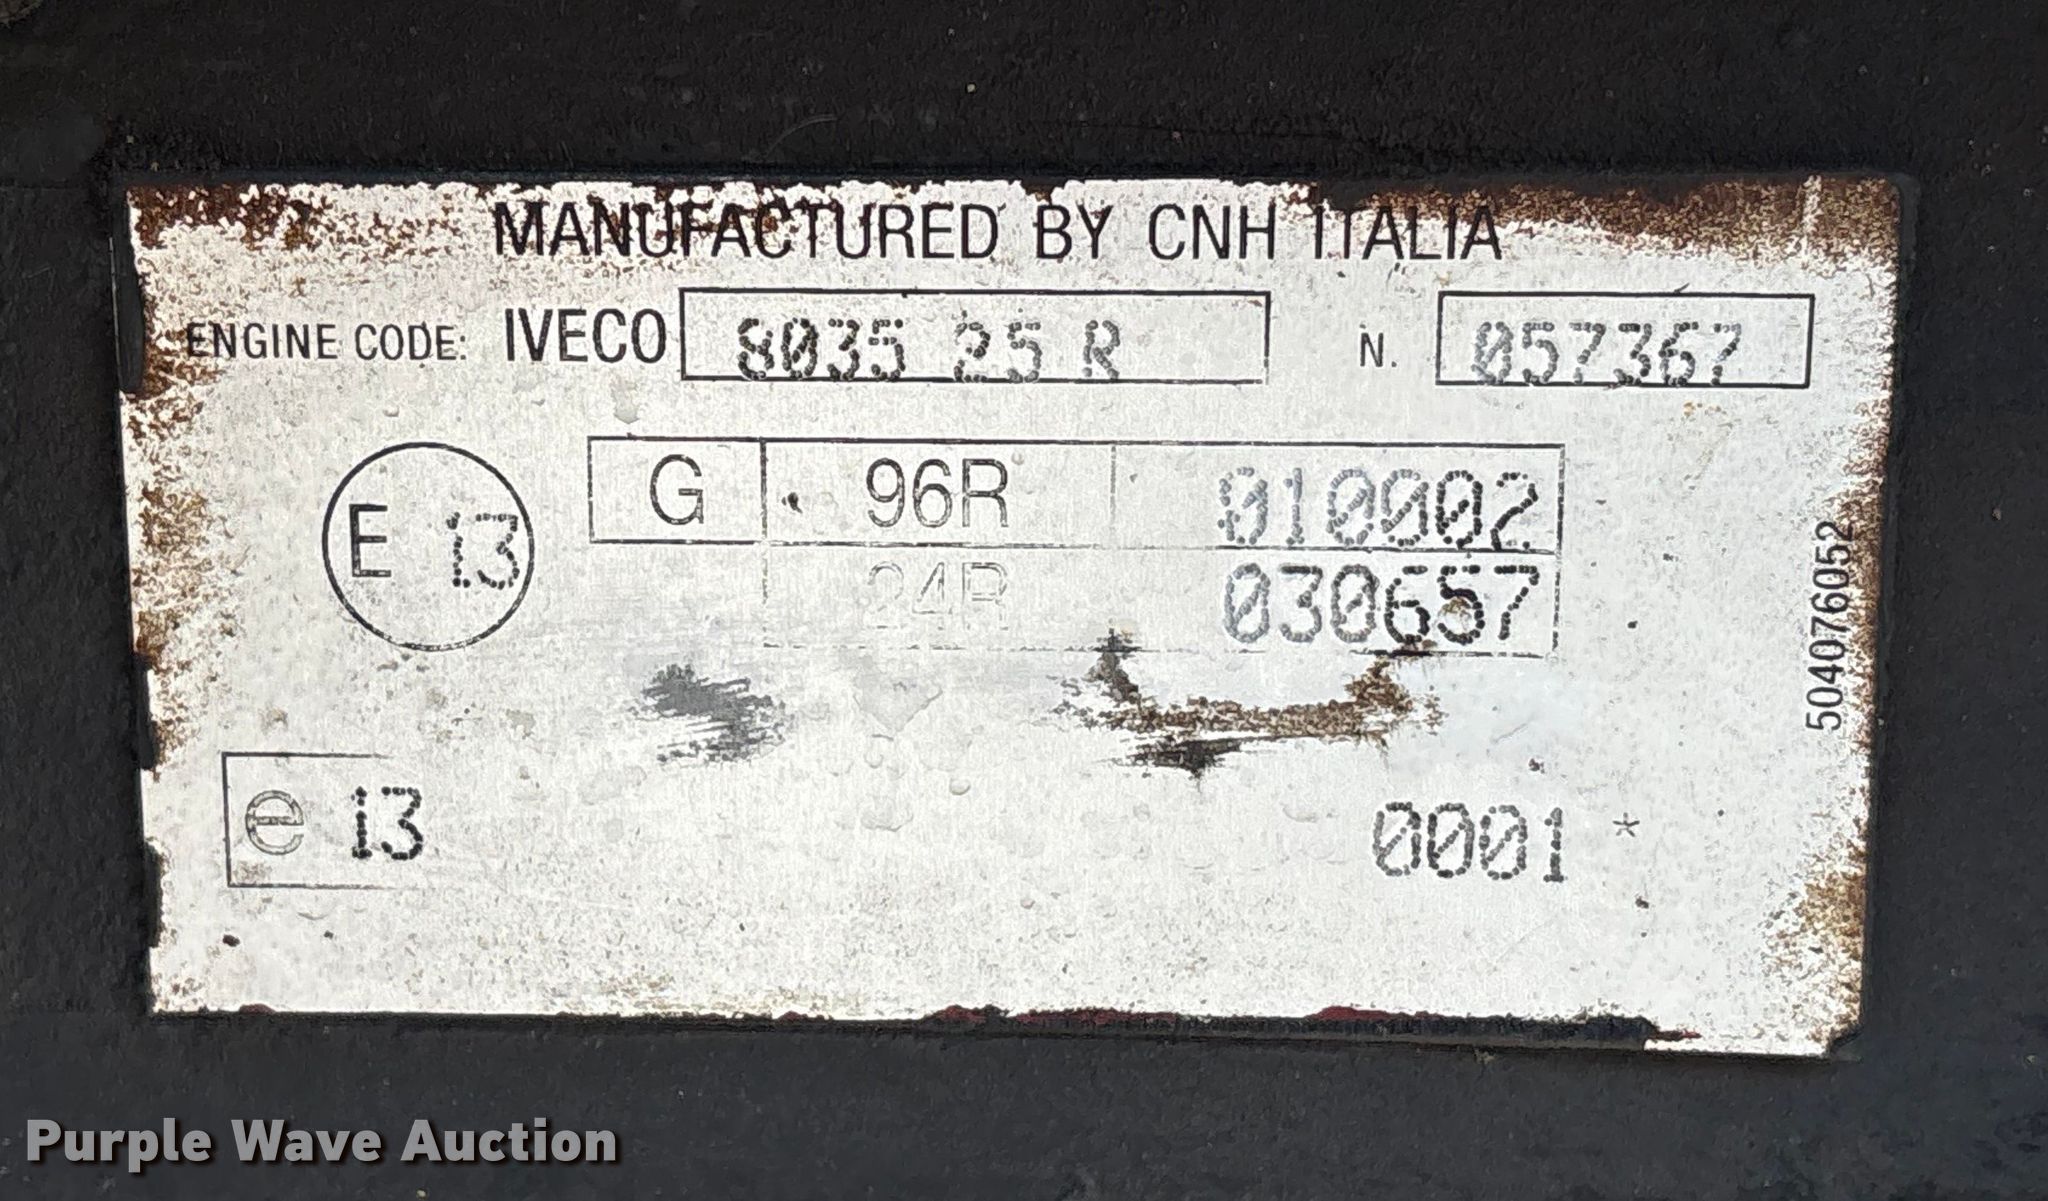 MANUFACTURED BY CNH ITALIA
ENGINE CODE: IVECO 8035 25 R N. 057367
E 13 G 96R 010002
24R 030657
504076052
e 13 0001 *
Purple Wave Auction